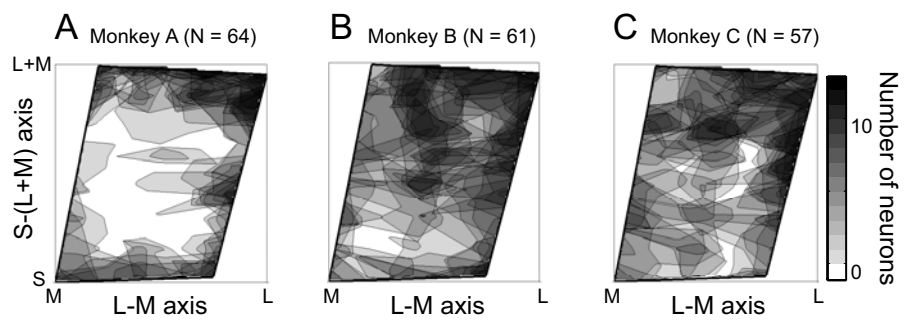 A Monkey A (N = 64)
B Monkey B (N = 61)
C Monkey C (N = 57)
L+M
S-(L+M) axis
S
M
L-M axis
L
M
L-M axis
L
M
L-M axis
L
10
0
Number of neurons